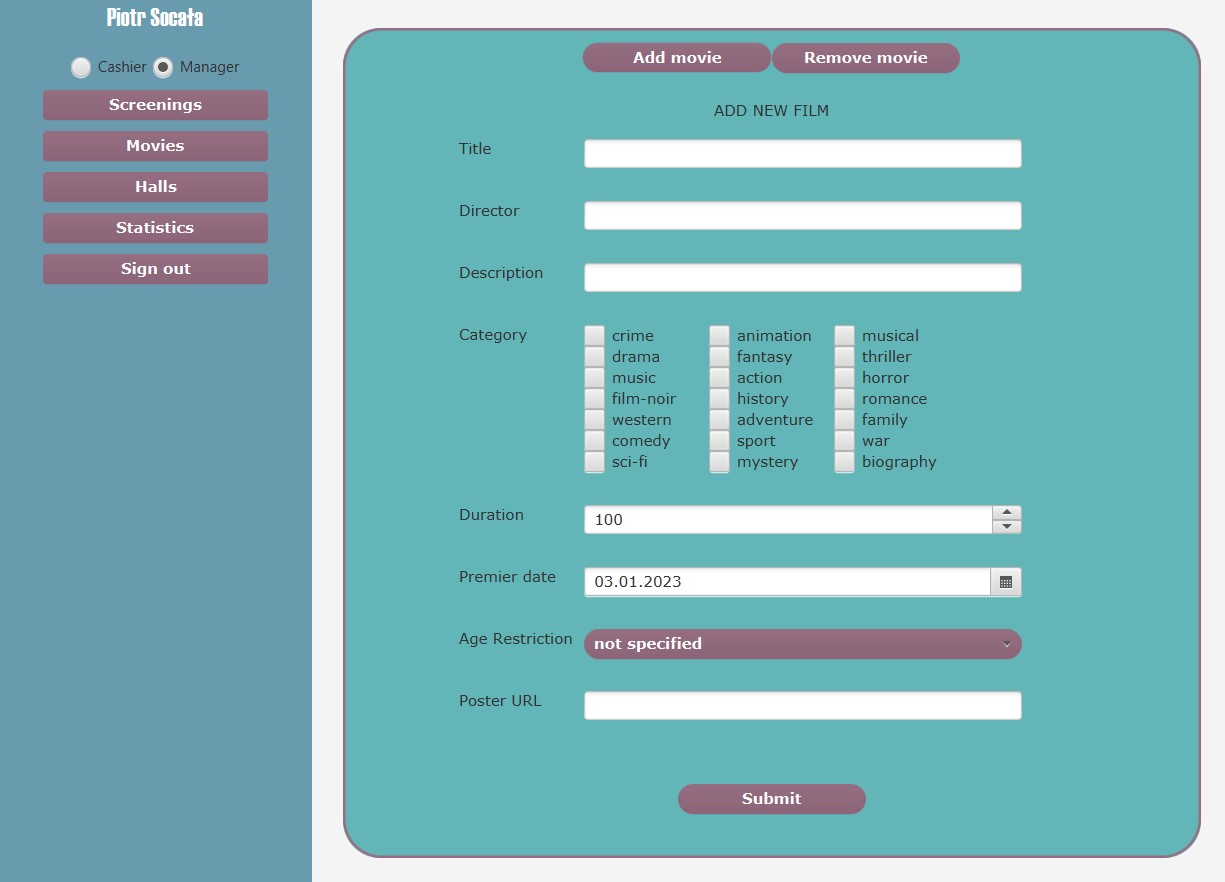 Piotr Socała
Cashier Manager
Screenings
Movies
Halls
Statistics
Sign out
Add movie Remove movie
ADD NEW FILM
Title
Director
Description
Category
crime animation musical
drama fantasy thriller
music action horror
film-noir history romance
western adventure family
comedy sport war
sci-fi mystery biography
Duration 100
Premier date 03.01.2023
Age Restriction not specified
Poster URL
Submit